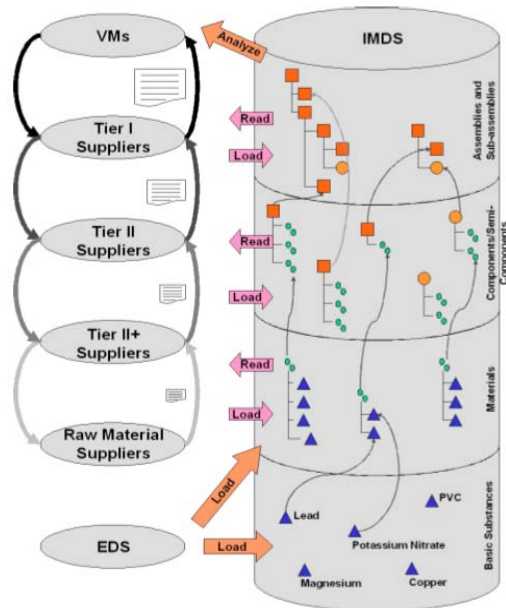 VMs
Tier I
Suppliers
Tier II
Suppliers
Tier II+
Suppliers
Raw Material
Suppliers
EDS
Analyze
Read
Load
Read
Load
Read
Load
Load
Load
IMDS
Assemblies and
Sub-assemblies
Components/Semi-
Components
Materials
Basic Substances
Lead
PVC
Potassium Nitrate
Magnesium
Copper